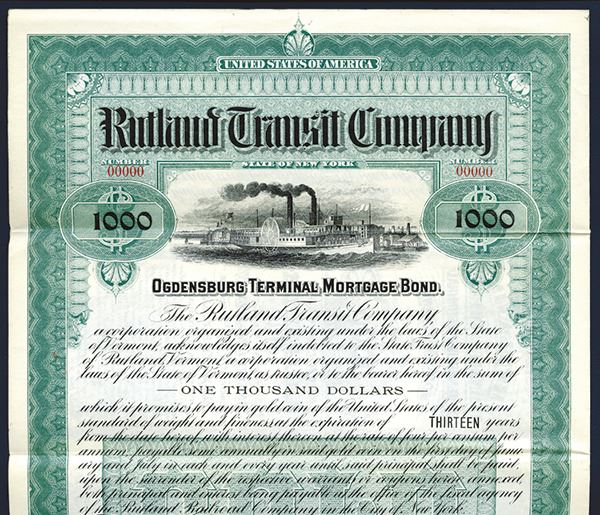 UNITED STATES OF AMERICA
Rutland Transit Company
NUMBER
00000
STATE OF NEW YORK
NUMBER
00000
1000
1000
OGDENSBURG TERMINAL MORTGAGE BOND.
The Rutland Transit Company
a corporation organized and existing under the laws of the State
of Vermont, acknowledges itself indebted to the State Trust Company
of Rutland, Vermont, a corporation organized and existing under the
laws of the State of Vermont, as trustee, or to the bearer hereof, in the sum of
ONE THOUSAND DOLLARS
which it promises to pay in gold coin of the United States of the present
standard of weight and fineness at the expiration of THIRTEEN years
from the date hereof, with interest thereon at the rate of four per centum per
annum, payable semi-annually in said gold coin on the first day of Janu-
ary and July in each and every year until said principal shall be paid,
upon the surrender of the respective warrants or coupons hereto annexed,
both principal and interest being payable at the office of the fiscal agency
of the Rutland Railroad Company in the City of New York.